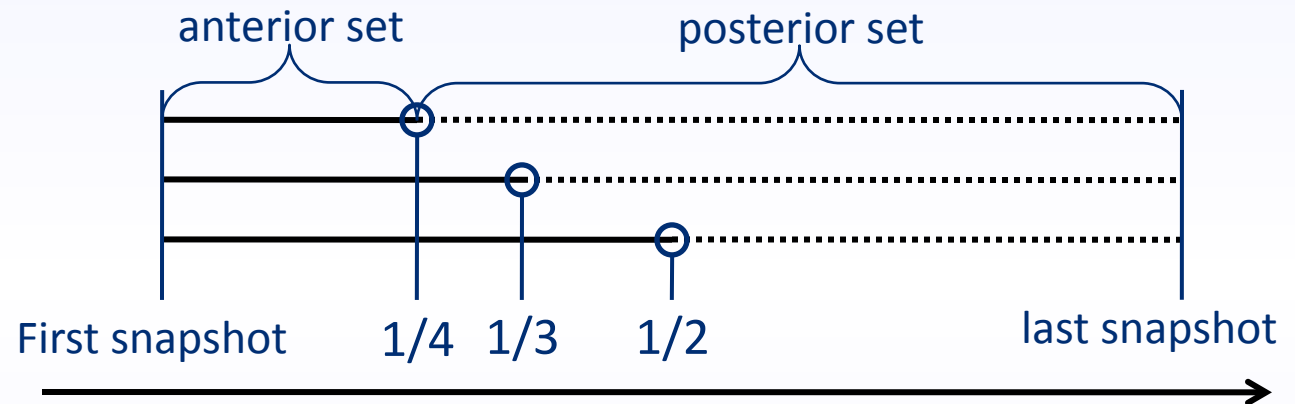 anterior set
posterior set
First snapshot
1/4
1/3
1/2
last snapshot